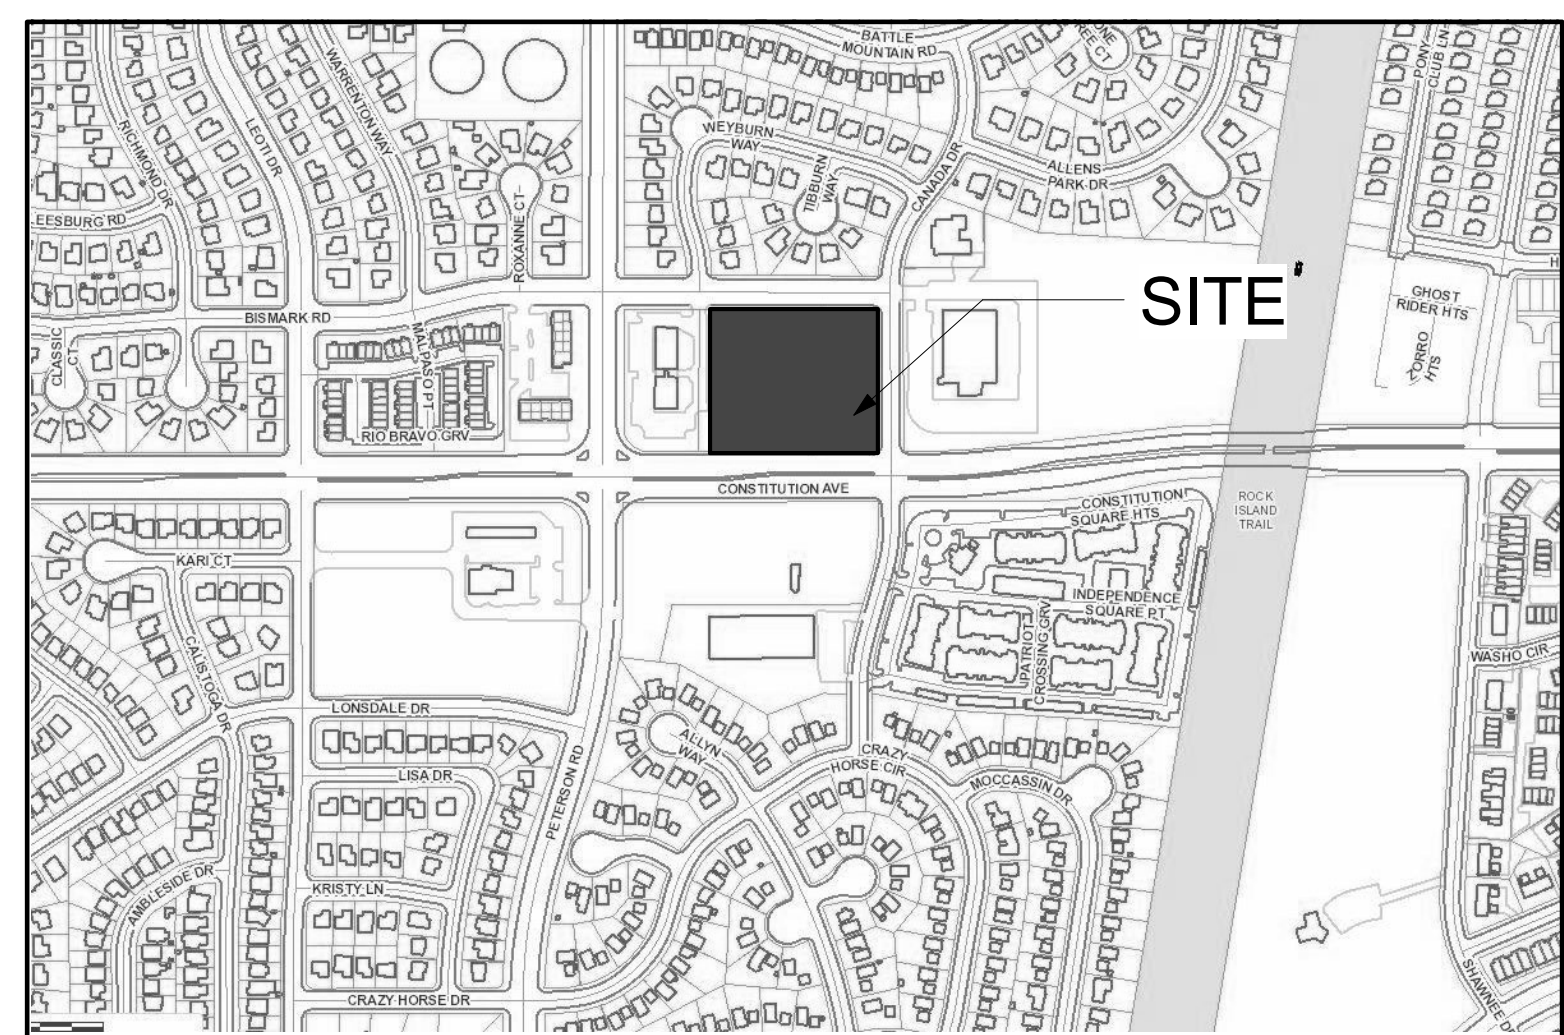 BATTLE
MOUNTAIN RD
PONY
CLUB LN
WARRENTON WAY
RICHMOND DR
LEOTI DR
WEYBURN
WAY
TIBURN
WAY
CANADA DR
ALLENS
PARK DR
EESBURG RD
ROXANNE CT
SITE
GHOST
RIDER HTS
BISMARK RD
CLASSIC
CT
MALPASO PT
ZORRO
HTS
RIO BRAVO GRV
CONSTITUTION AVE
CONSTITUTION
SQUARE HTS
ROCK
ISLAND
TRAIL
KARI CT
INDEPENDENCE
SQUARE PT
PATRIOT
CROSSING GRV
WASHO CIR
CALISTOGA DR
LONSDALE DR
ALLYN
WAY
CRAZY
HORSE CIR
LISA DR
PETERSON RD
MOCCASSIN DR
AMBLESIDE DR
KRISTY LN
CRAZY HORSE DR
SHAWNEE D